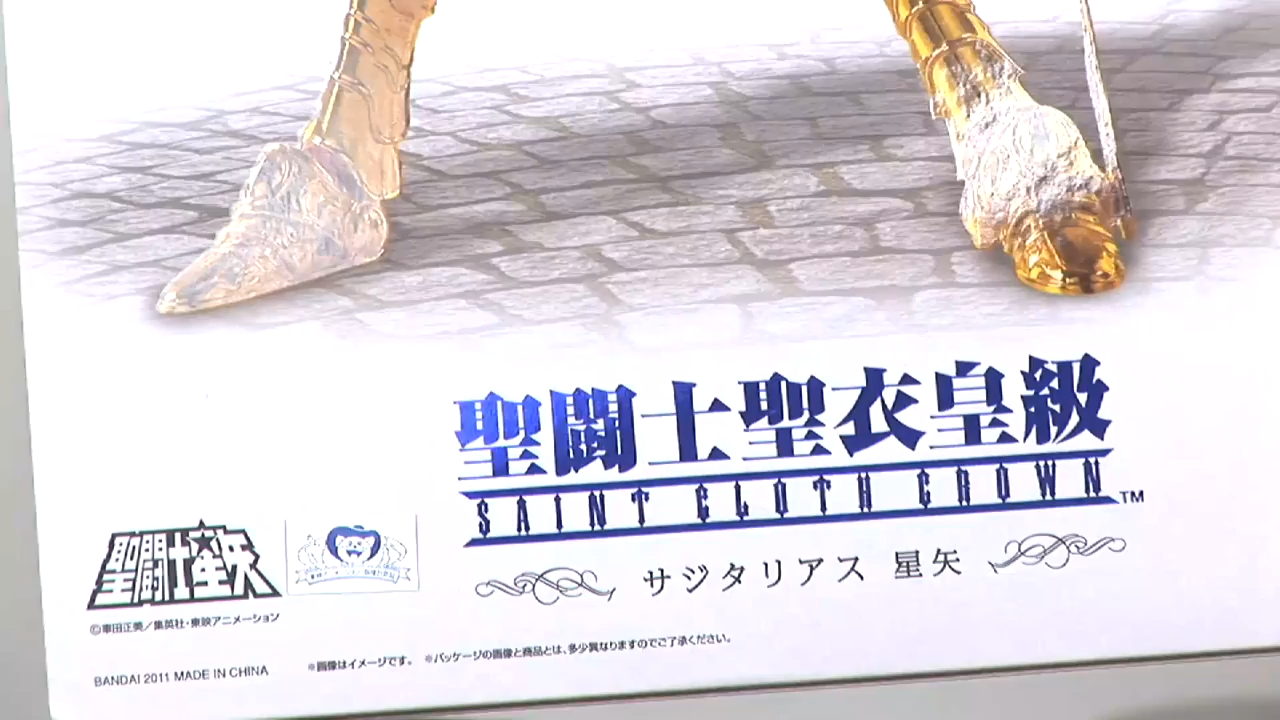 聖闘士聖衣皇級
SAINT CLOTH CROWN TM
サジタリアス 星矢
聖闘士星矢
©車田正美／集英社・東映アニメーション
※画像はイメージです。 ※パッケージの画像と商品とは、多少異なりますのでご了承ください。
BANDAI 2011 MADE IN CHINA